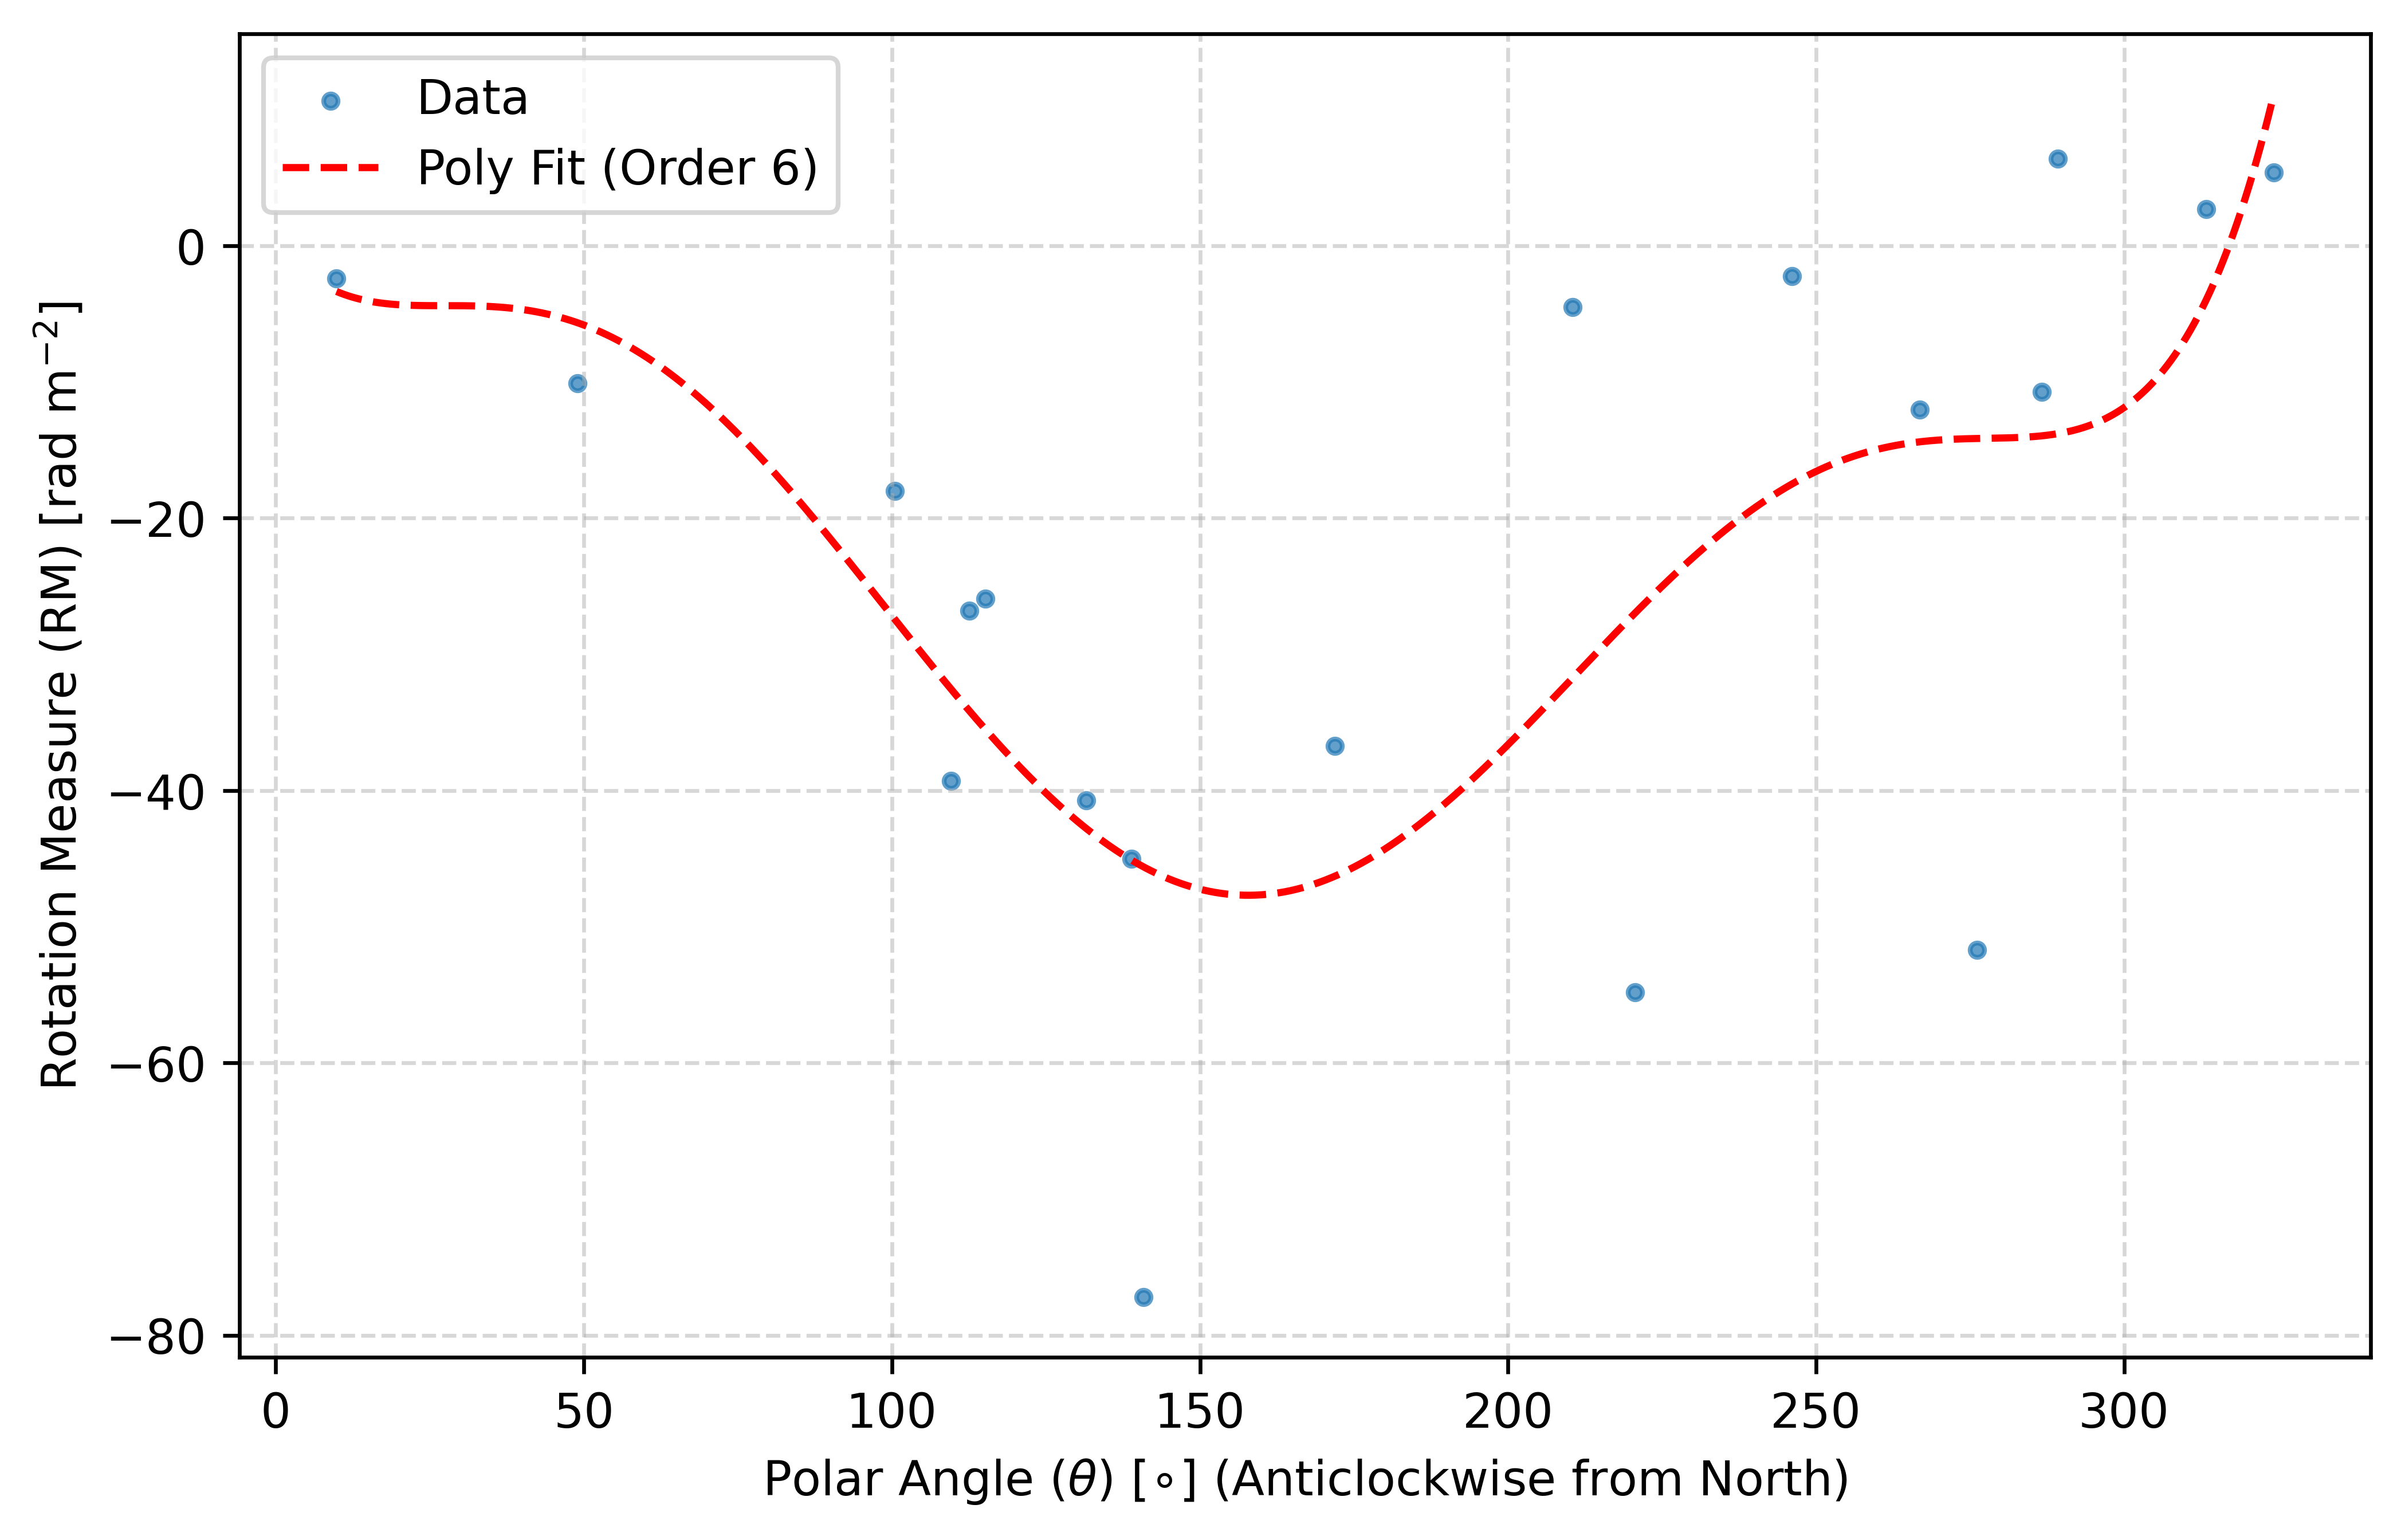 Data
Poly Fit (Order 6)
0
−20
−40
−60
−80
Rotation Measure (RM) [rad m⁻²]
0 50 100 150 200 250 300
Polar Angle (θ) [∘] (Anticlockwise from North)